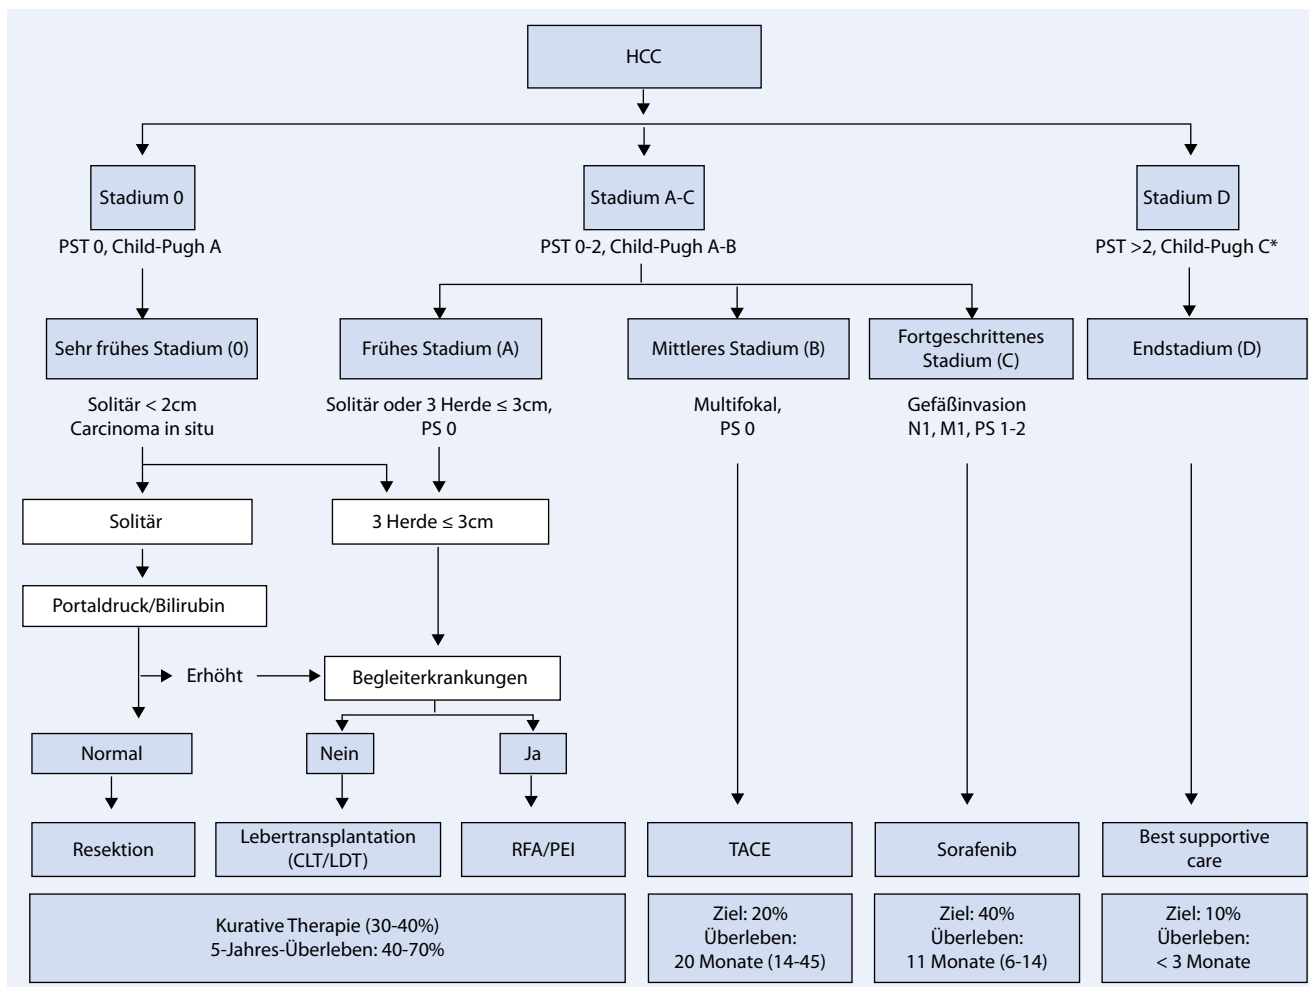 HCC
Stadium 0
Stadium A-C
Stadium D
PST 0, Child-Pugh A
PST 0-2, Child-Pugh A-B
PST >2, Child-Pugh C*
Sehr frühes Stadium (0)
Frühes Stadium (A)
Mittleres Stadium (B)
Fortgeschrittenes
Stadium (C)
Endstadium (D)
Solitär < 2cm
Carcinoma in situ
Solitär oder 3 Herde ≤ 3cm,
PS 0
Multifokal,
PS 0
Gefäßinvasion
N1, M1, PS 1-2
Solitär
3 Herde ≤ 3cm
Portaldruck/Bilirubin
Erhöht
Begleiterkrankungen
Normal
Nein
Ja
Resektion
Lebertransplantation
(CLT/LDT)
RFA/PEI
TACE
Sorafenib
Best supportive
care
Kurative Therapie (30-40%)
5-Jahres-Überleben: 40-70%
Ziel: 20%
Überleben:
20 Monate (14-45)
Ziel: 40%
Überleben:
11 Monate (6-14)
Ziel: 10%
Überleben:
< 3 Monate